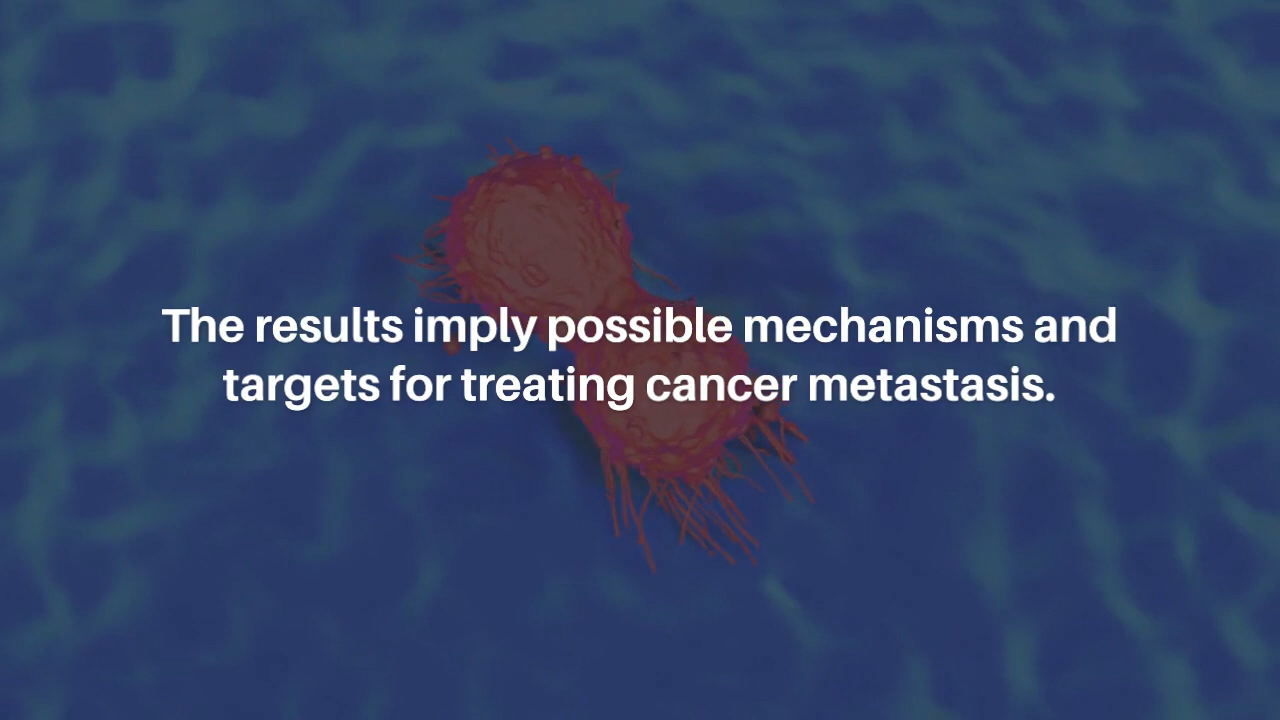 The results imply possible mechanisms and
targets for treating cancer metastasis.